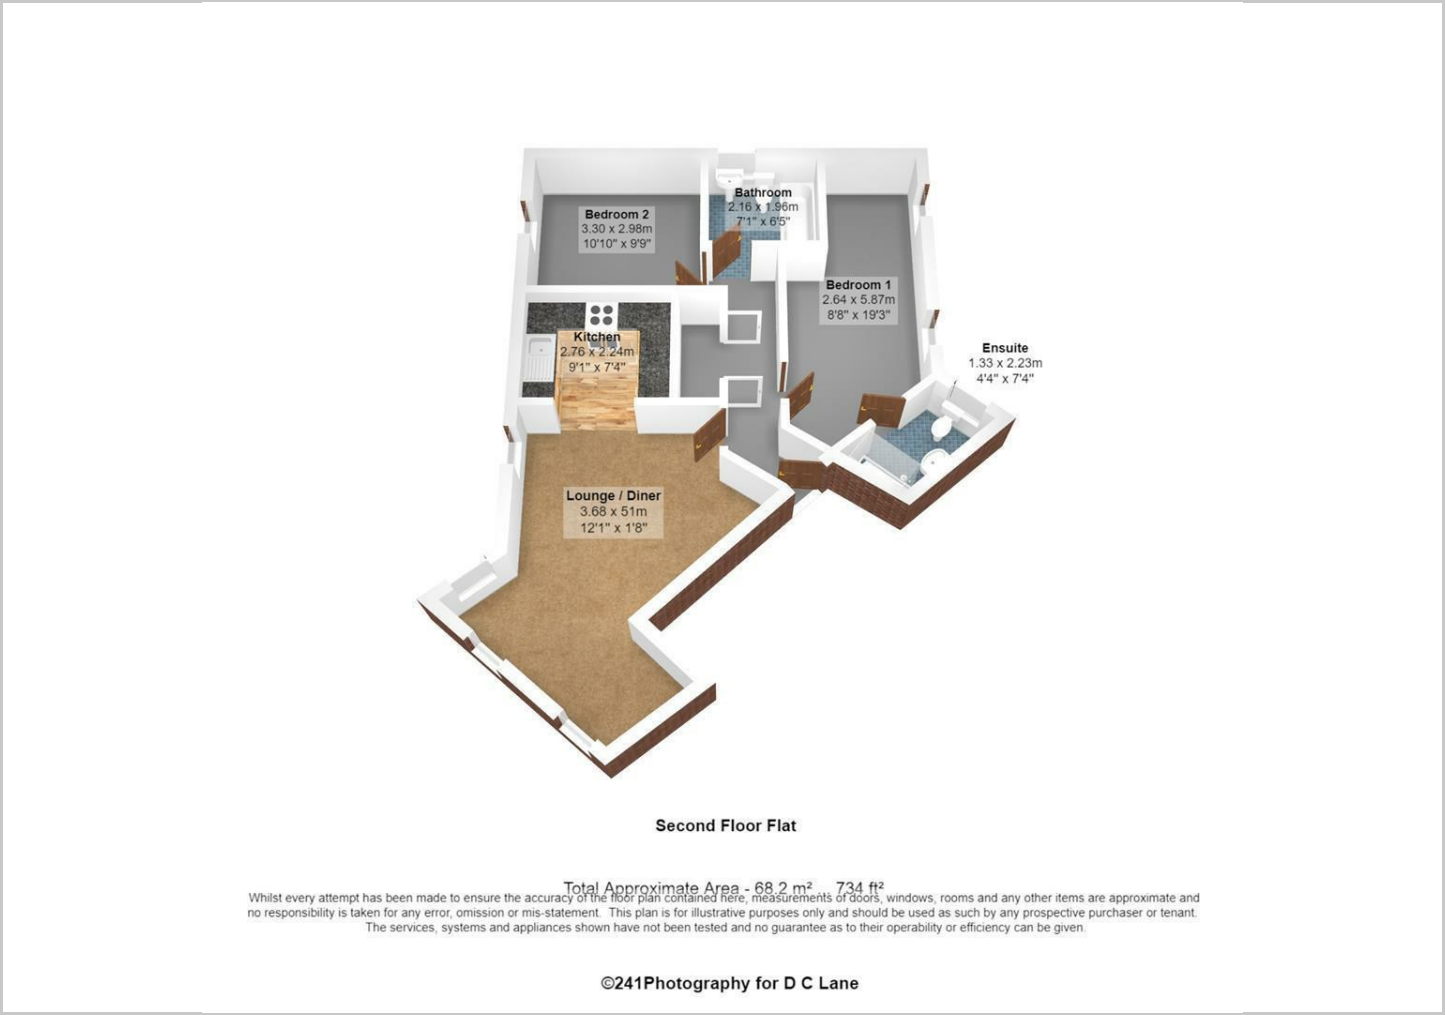 Bathroom
2.16 x 1.96m
7'1" x 6'5"
Bedroom 2
3.30 x 2.98m
10'10" x 9'9"
Bedroom 1
2.64 x 5.87m
8'8" x 19'3"
Kitchen
2.76 x 2.24m
9'1" x 7'4"
Ensuite
1.33 x 2.23m
4'4" x 7'4"
Lounge / Diner
3.68 x 51m
12'1" x 1'8"
Second Floor Flat
Total Approximate Area - 68.2 m² ... 734 ft²
Whilst every attempt has been made to ensure the accuracy of the floor plan contained here, measurements of doors, windows, rooms and any other items are approximate and
no responsibility is taken for any error, omission or mis-statement. This plan is for illustrative purposes only and should be used as such by any prospective purchaser or tenant.
The services, systems and appliances shown have not been tested and no guarantee as to their operability or efficiency can be given.
©241Photography for D C Lane